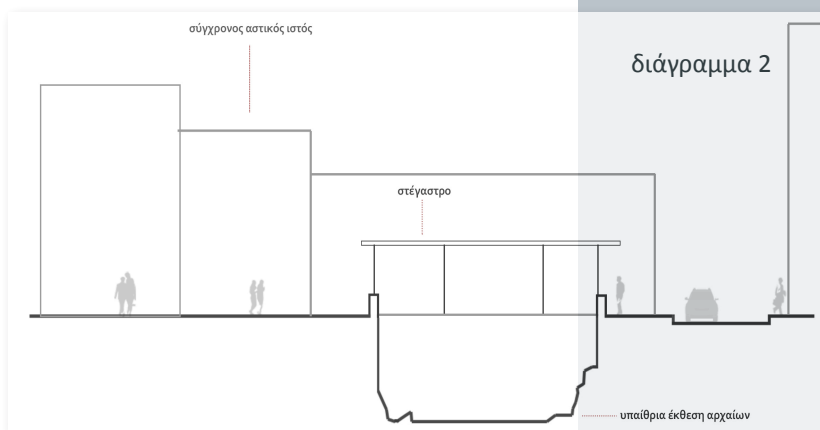 σύγχρονος αστικός ιστός
διάγραμμα 2
στέγαστρο
υπαίθρια έκθεση αρχαίων